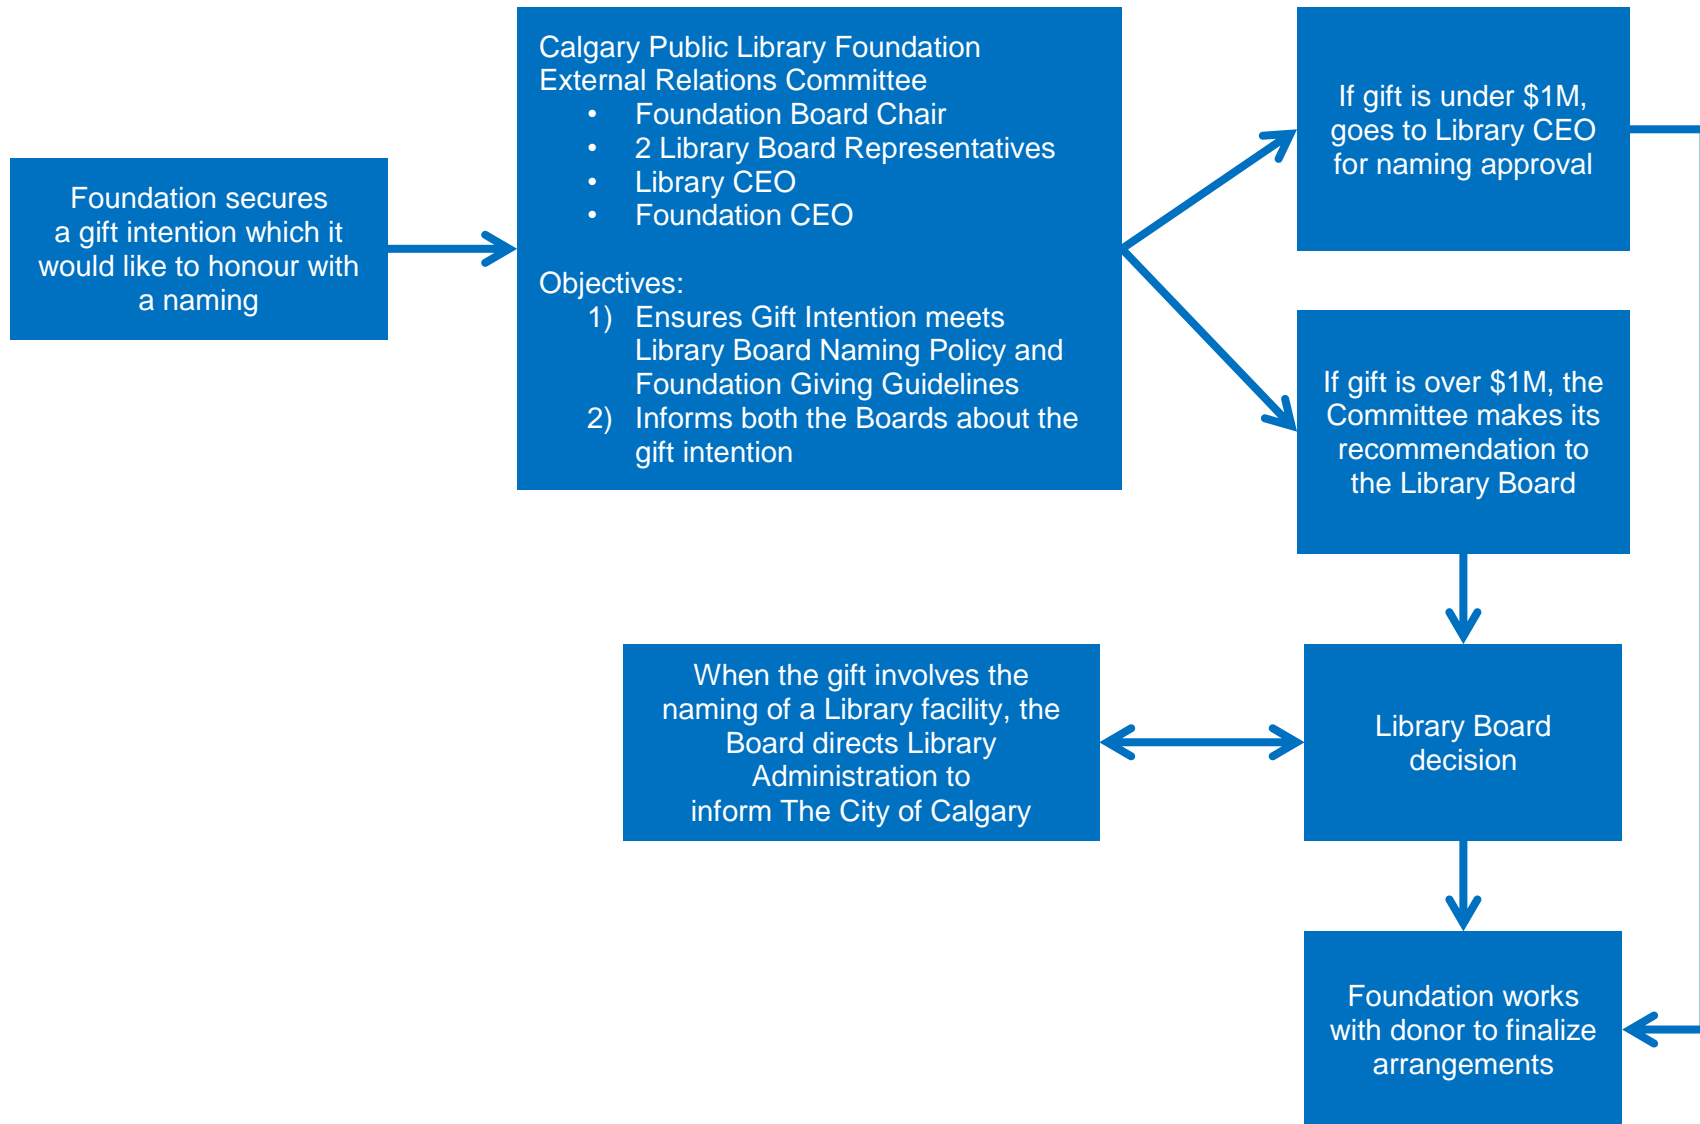 Foundation secures
a gift intention which it
would like to honour with
a naming
Calgary Public Library Foundation
External Relations Committee
• Foundation Board Chair
• 2 Library Board Representatives
• Library CEO
• Foundation CEO
Objectives:
1) Ensures Gift Intention meets
Library Board Naming Policy and
Foundation Giving Guidelines
2) Informs both the Boards about the
gift intention
If gift is under $1M,
goes to Library CEO
for naming approval
If gift is over $1M, the
Committee makes its
recommendation to
the Library Board
When the gift involves the
naming of a Library facility, the
Board directs Library
Administration to
inform The City of Calgary
Library Board
decision
Foundation works
with donor to finalize
arrangements